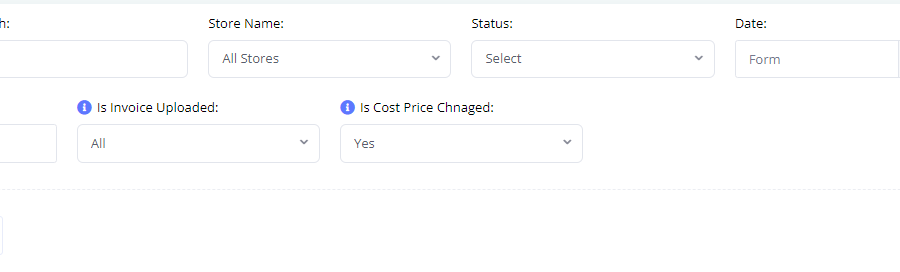 h:
Store Name:
Status:
Date:
All Stores
Select
Form
Is Invoice Uploaded:
Is Cost Price Chnaged:
All
Yes